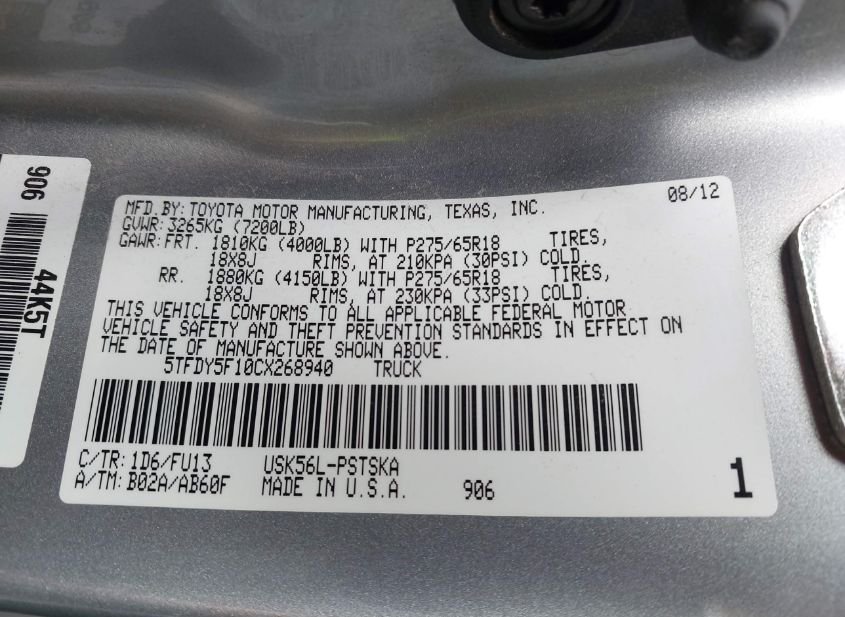 906
44K5T
08/12
MFD. BY: TOYOTA MOTOR MANUFACTURING, TEXAS, INC.
GVWR: 3265KG (7200LB)
GAWR: FRT. 1810KG (4000LB) WITH P275/65R18 TIRES,
18X8J RIMS, AT 210KPA (30PSI) COLD.
RR. 1880KG (4150LB) WITH P275/65R18 TIRES,
18X8J RIMS, AT 230KPA (33PSI) COLD.
THIS VEHICLE CONFORMS TO ALL APPLICABLE FEDERAL MOTOR
VEHICLE SAFETY AND THEFT PREVENTION STANDARDS IN EFFECT ON
THE DATE OF MANUFACTURE SHOWN ABOVE.
5TFDY5F10CX268940 TRUCK
C/TR: 1D6/FU13 USK56L-PSTSKA
A/TM: B02A/AB60F MADE IN U.S.A. 906
1